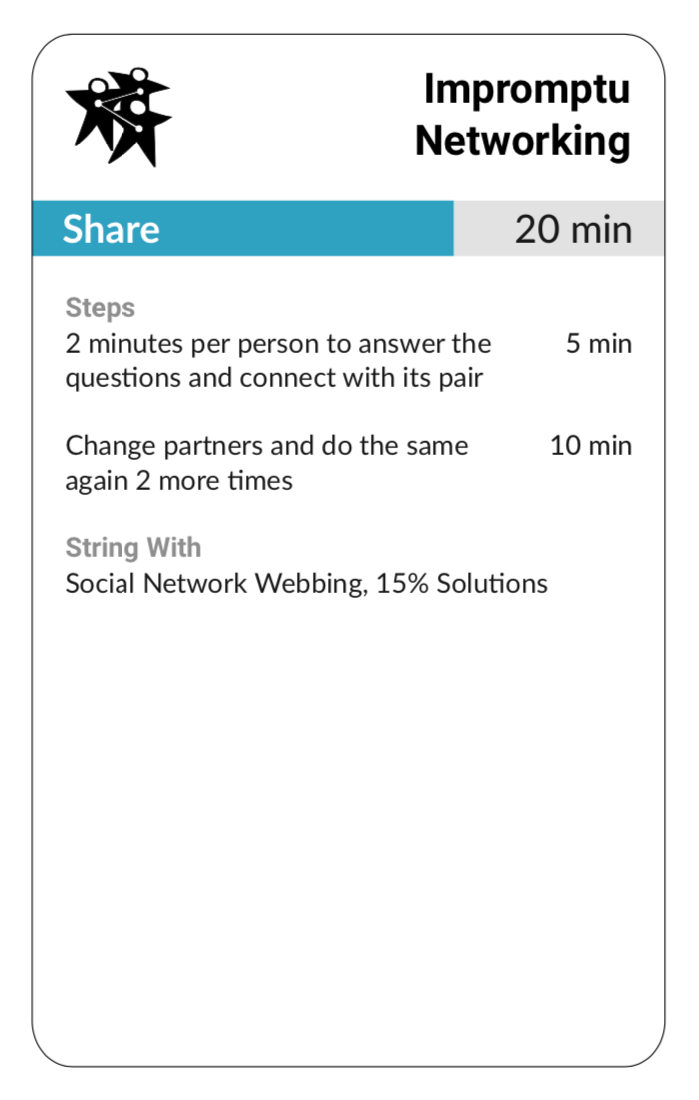 Impromptu
Networking
Share 20 min
Steps
2 minutes per person to answer the 5 min
questions and connect with its pair
Change partners and do the same 10 min
again 2 more times
String With
Social Network Webbing, 15% Solutions